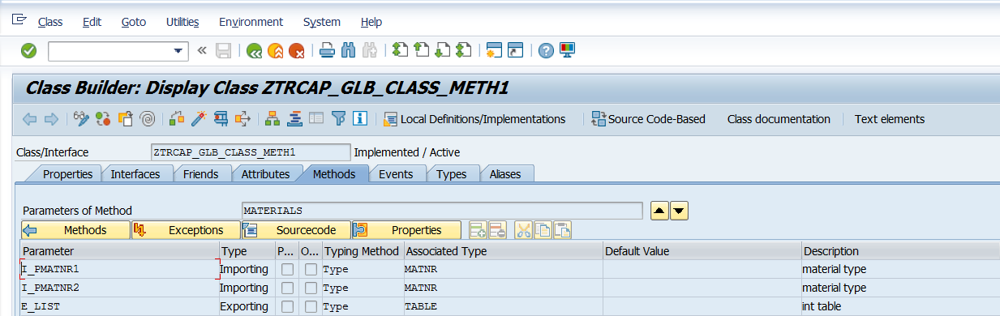 Class Edit Goto Utilities Environment System Help
Class Builder: Display Class ZTRCAP_GLB_CLASS_METH1
Local Definitions/Implementations Source Code-Based Class documentation Text elements
Class/Interface ZTRCAP_GLB_CLASS_METH1 Implemented / Active
Properties Interfaces Friends Attributes Methods Events Types Aliases
Parameters of Method MATERIALS
Methods Exceptions Sourcecode Properties
Parameter Type P... O... Typing Method Associated Type Default Value Description
I_PMATNR1 Importing Type MATNR material type
I_PMATNR2 Importing Type MATNR material type
E_LIST Exporting Type TABLE int table